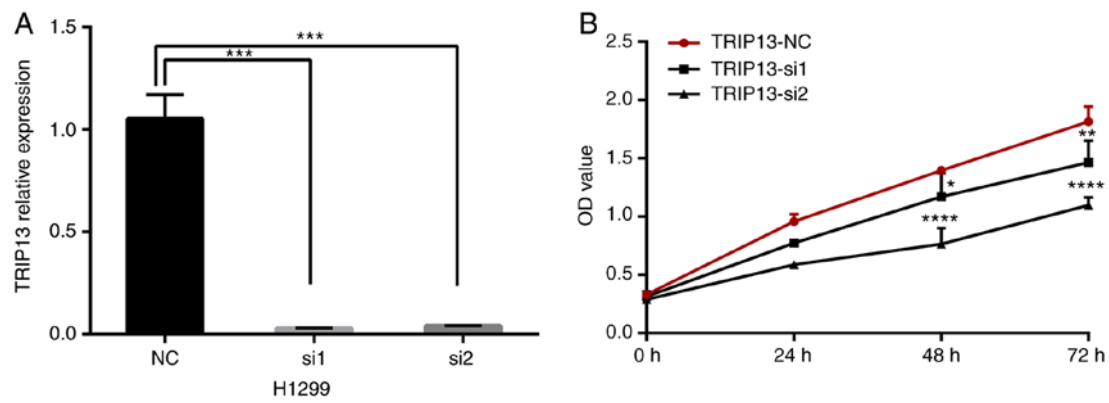 A
TRIP13 relative expression
1.5
1.0
0.5
0.0
***
***
NC
si1
si2
H1299
B
OD value
2.5
2.0
1.5
1.0
0.5
0.0
TRIP13-NC
TRIP13-si1
TRIP13-si2
*
****
**
****
0 h
24 h
48 h
72 h